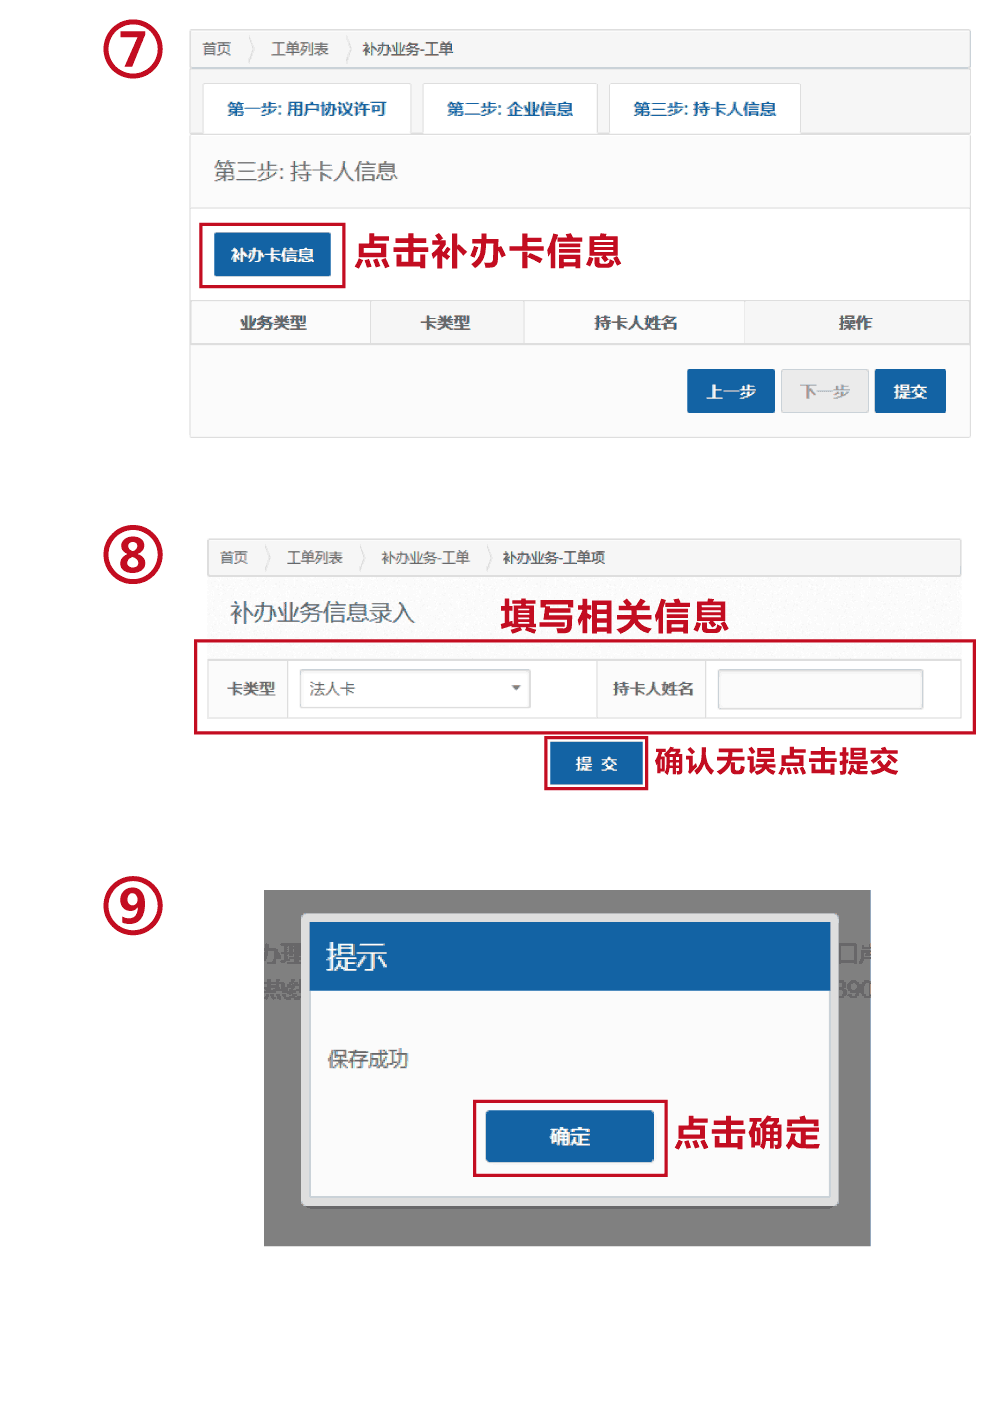 ⑦
首页 工单列表 补办业务-工单
第一步: 用户协议许可 第二步: 企业信息 第三步: 持卡人信息
第三步: 持卡人信息
补办卡信息 点击补办卡信息
业务类型 卡类型 持卡人姓名 操作
上一步 下一步 提交
⑧
首页 工单列表 补办业务-工单 补办业务-工单项
补办业务信息录入 填写相关信息
卡类型 法人卡 持卡人姓名
提 交 确认无误点击提交
⑨
提示
办理
热线
保存成功
确定 点击确定